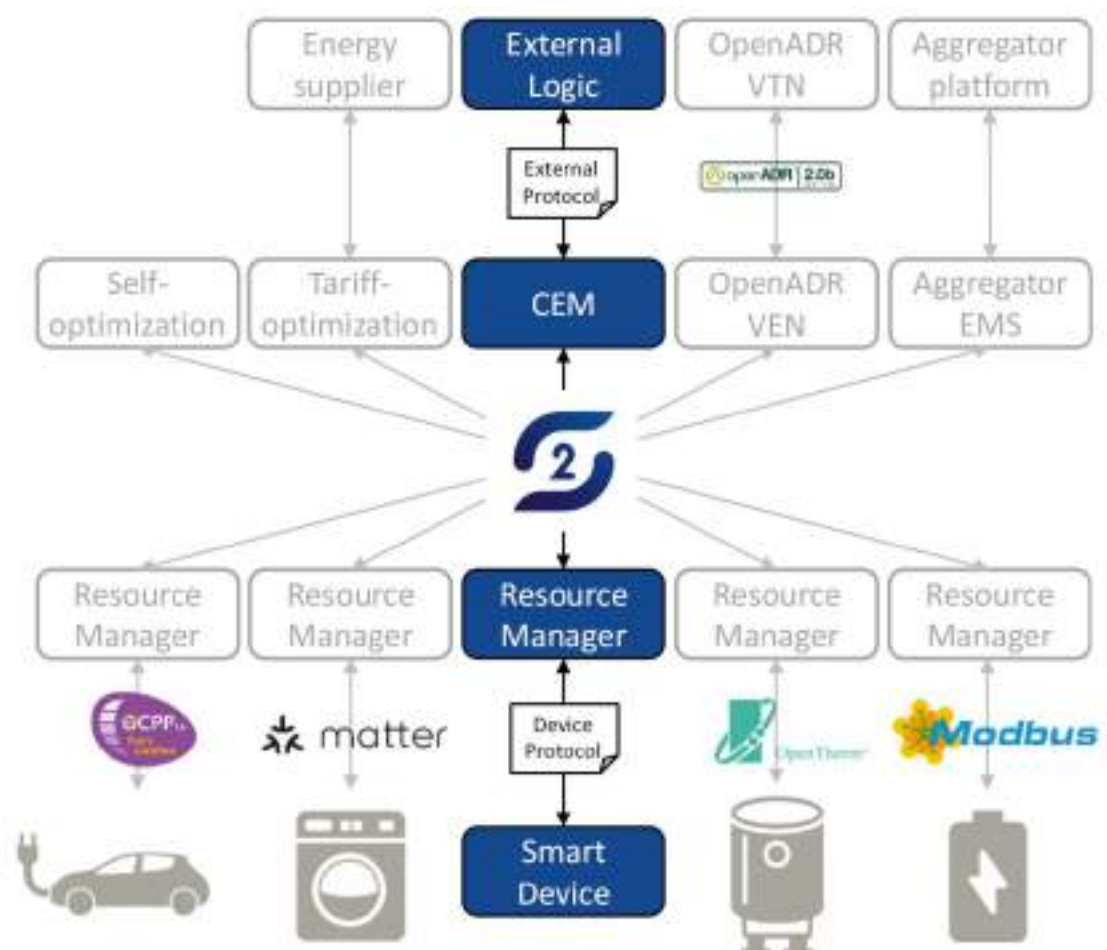 Energy
supplier
External
Logic
OpenADR
VTN
Aggregator
platform
External
Protocol
openADR 2.0b
Self-
optimization
Tariff-
optimization
CEM
OpenADR
VEN
Aggregator
EMS
2
Resource
Manager
Resource
Manager
Resource
Manager
Resource
Manager
Resource
Manager
OCPP
matter
Device
Protocol
OpenTherm
Modbus
Smart
Device